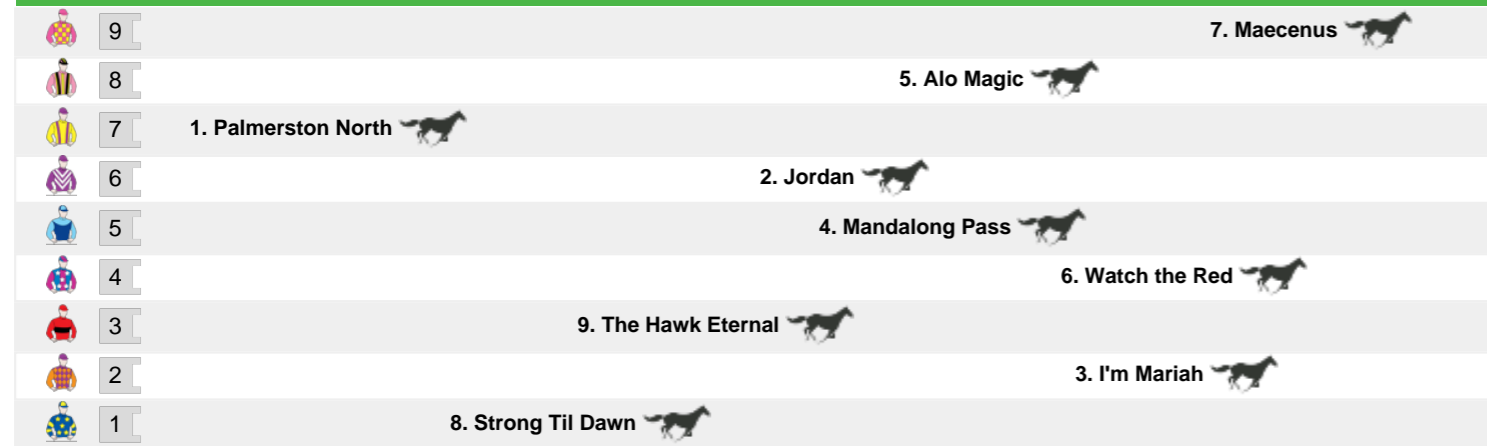 9 7. Maecenus
8 5. Alo Magic
7 1. Palmerston North
6 2. Jordan
5 4. Mandalong Pass
4 6. Watch the Red
3 9. The Hawk Eternal
2 3. I'm Mariah
1 8. Strong Til Dawn